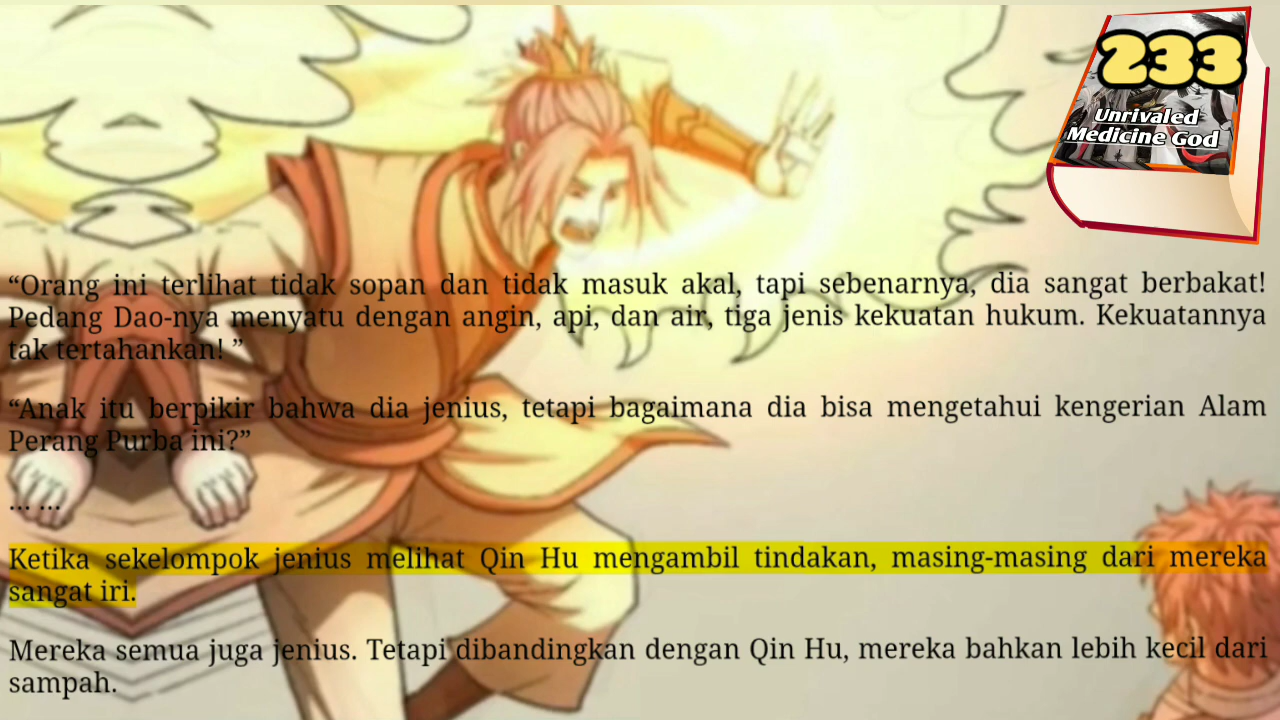 233
Unrivaled
Medicine God
“Orang ini terlihat tidak sopan dan tidak masuk akal, tapi sebenarnya, dia sangat berbakat!
Pedang Dao-nya menyatu dengan angin, api, dan air, tiga jenis kekuatan hukum. Kekuatannya
tak tertahankan! ”
“Anak itu berpikir bahwa dia jenius, tetapi bagaimana dia bisa mengetahui kengerian Alam
Perang Purba ini?”
... ...
Ketika sekelompok jenius melihat Qin Hu mengambil tindakan, masing-masing dari mereka
sangat iri.
Mereka semua juga jenius. Tetapi dibandingkan dengan Qin Hu, mereka bahkan lebih kecil dari
sampah.